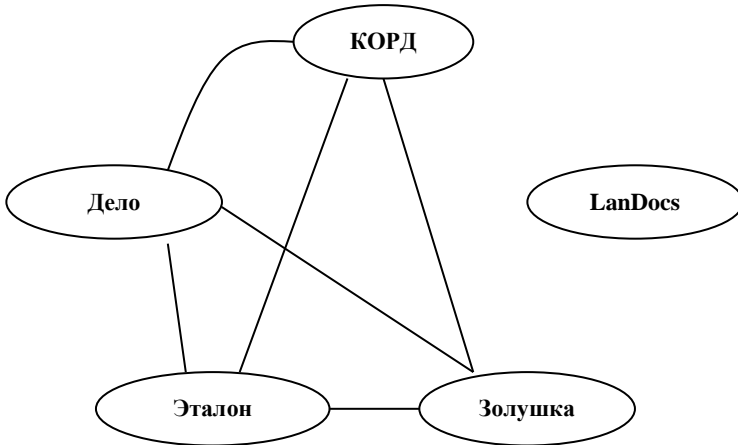 КОРД
Дело
LanDocs
Эталон
Золушка